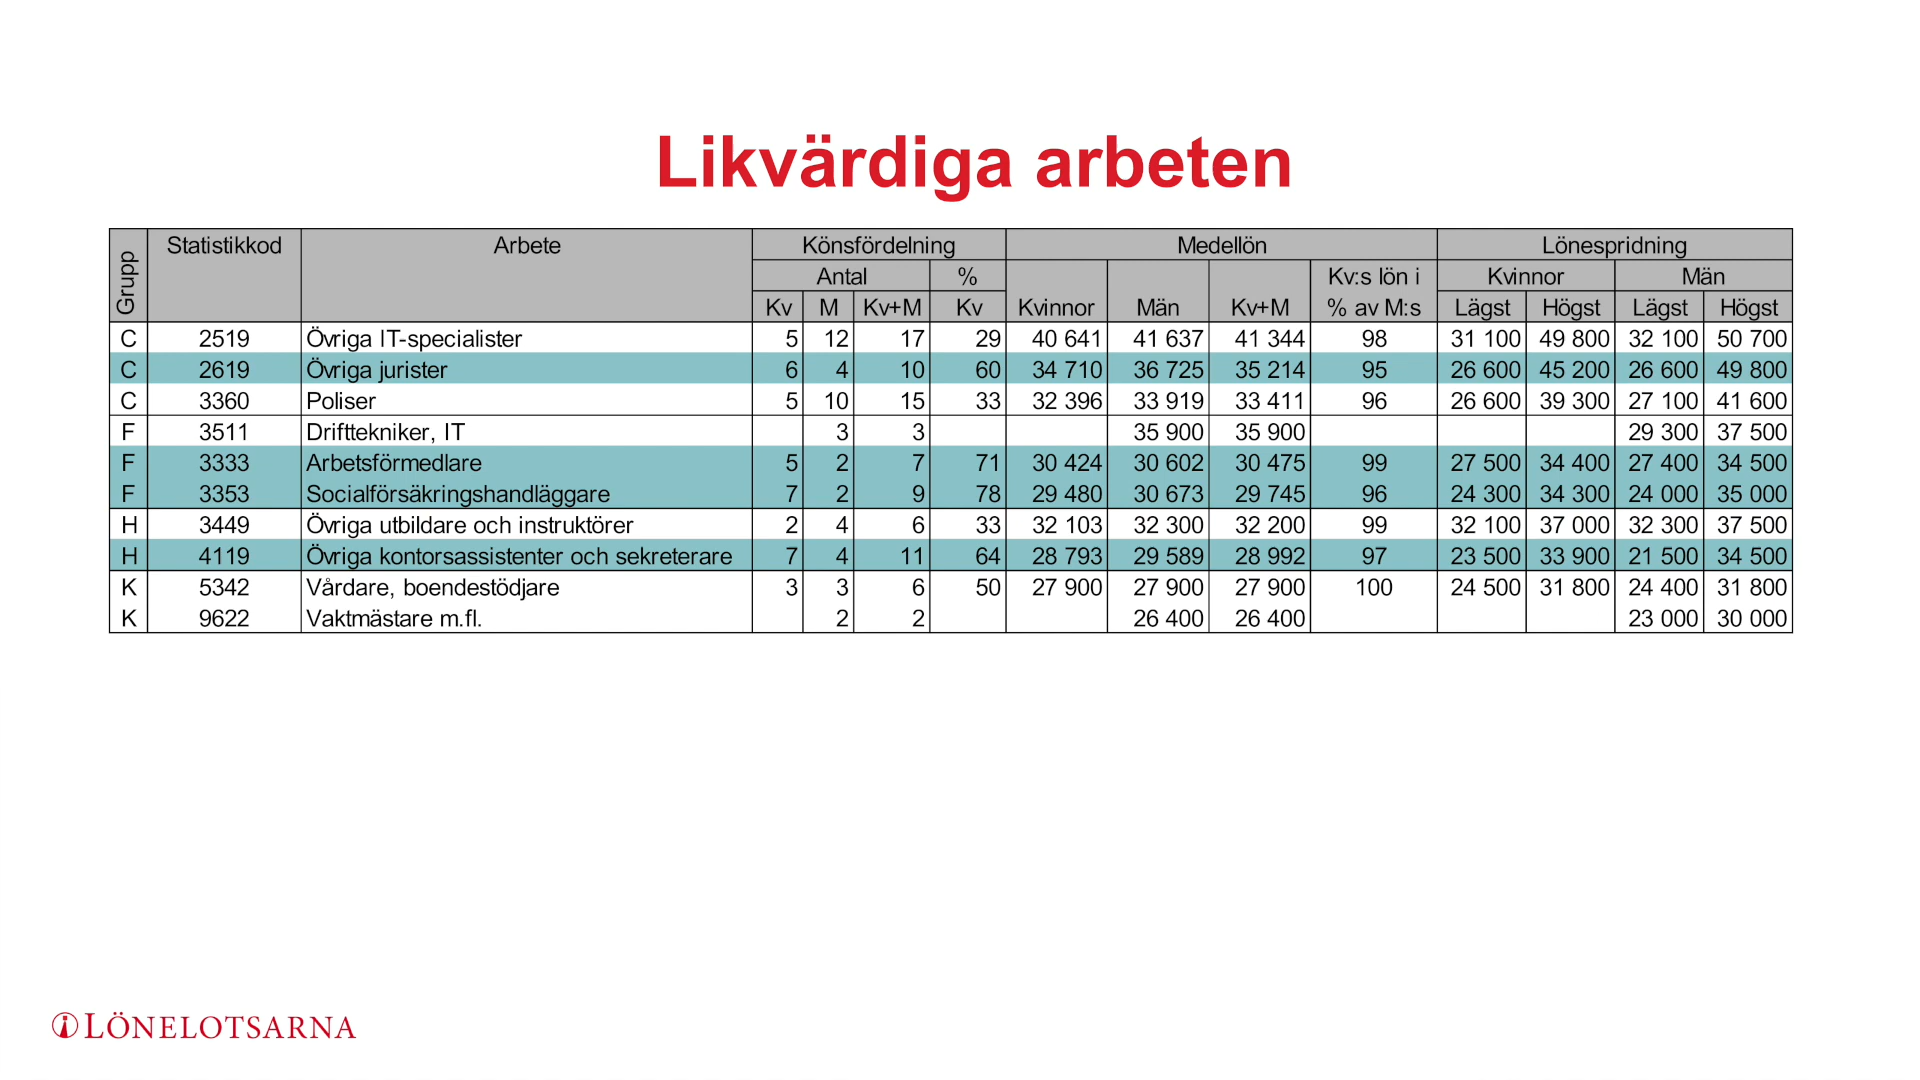 Likvärdiga arbeten
Grupp Statistikkod Arbete Könsfördelning Medellön Lönespridning
Antal % Kv:s lön i Kvinnor Män
Kv M Kv+M Kv Kvinnor Män Kv+M % av M:s Lägst Högst Lägst Högst
C 2519 Övriga IT-specialister 5 12 17 29 40 641 41 637 41 344 98 31 100 49 800 32 100 50 700
C 2619 Övriga jurister 6 4 10 60 34 710 36 725 35 214 95 26 600 45 200 26 600 49 800
C 3360 Poliser 5 10 15 33 32 396 33 919 33 411 96 26 600 39 300 27 100 41 600
F 3511 Drifttekniker, IT 3 3 35 900 35 900 29 300 37 500
F 3333 Arbetsförmedlare 5 2 7 71 30 424 30 602 30 475 99 27 500 34 400 27 400 34 500
F 3353 Socialförsäkringshandläggare 7 2 9 78 29 480 30 673 29 745 96 24 300 34 300 24 000 35 000
H 3449 Övriga utbildare och instruktörer 2 4 6 33 32 103 32 300 32 200 99 32 100 37 000 32 300 37 500
H 4119 Övriga kontorsassistenter och sekreterare 7 4 11 64 28 793 29 589 28 992 97 23 500 33 900 21 500 34 500
K 5342 Vårdare, boendestödjare 3 3 6 50 27 900 27 900 27 900 100 24 500 31 800 24 400 31 800
K 9622 Vaktmästare m.fl. 2 2 26 400 26 400 23 000 30 000
LÖNELOTSARNA